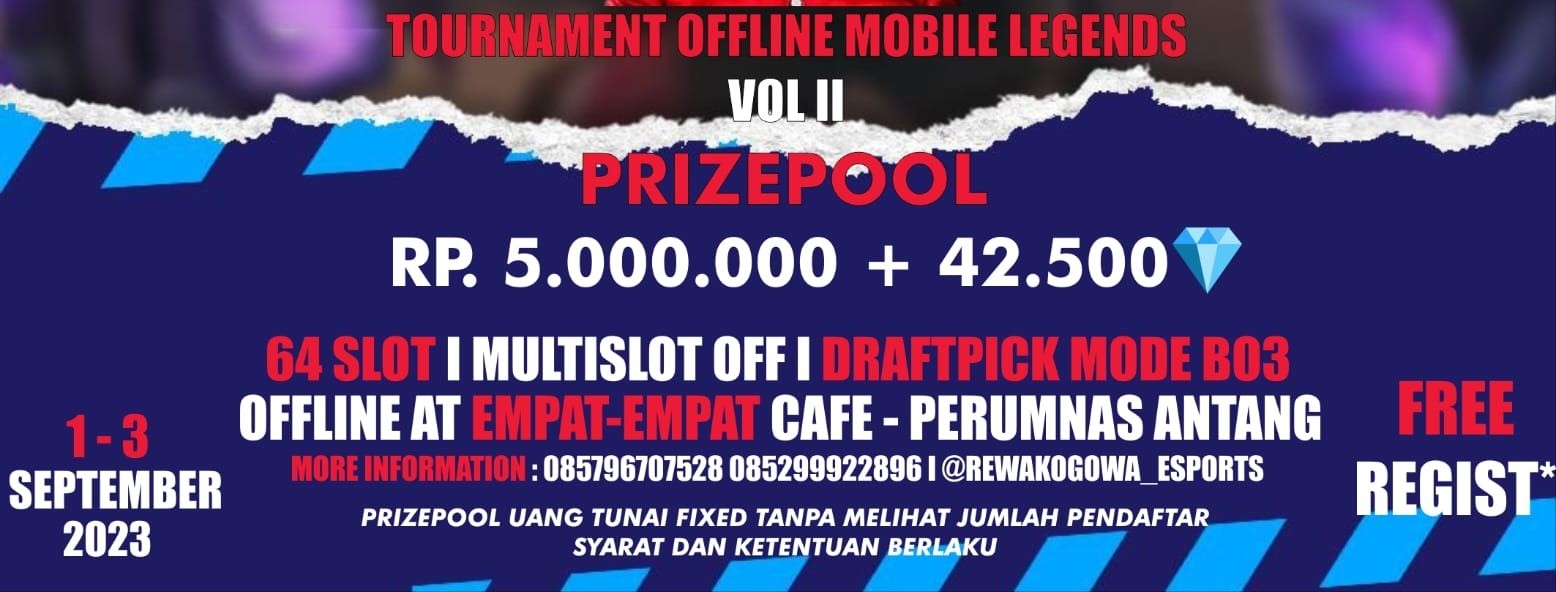 TOURNAMENT OFFLINE MOBILE LEGENDS
VOL II
PRIZEPOOL
RP. 5.000.000 + 42.500💎
64 SLOT I MULTISLOT OFF I DRAFTPICK MODE BO3
OFFLINE AT EMPAT-EMPAT CAFE - PERUMNAS ANTANG
MORE INFORMATION : 085796707528 085299922896 I @REWAKOGOWA_ESPORTS
PRIZEPOOL UANG TUNAI FIXED TANPA MELIHAT JUMLAH PENDAFTAR
SYARAT DAN KETENTUAN BERLAKU
1 - 3
SEPTEMBER
2023
FREE
REGIST*